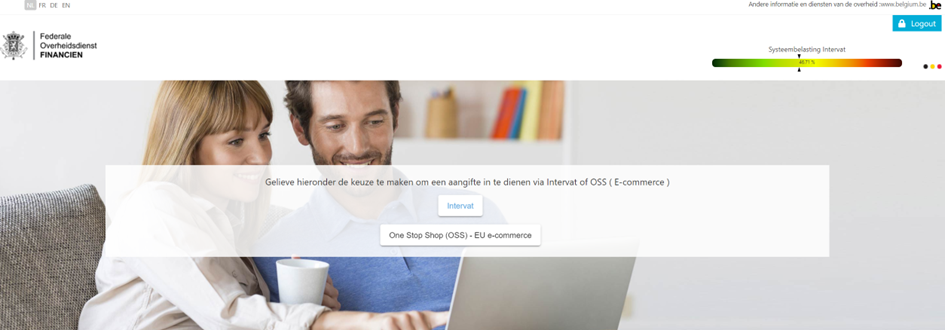 NL FR DE EN
Andere informatie en diensten van de overheid :www.belgium.be
.be
Logout
Federale
Overheidsdienst
FINANCIEN
Systeembelasting Intervat
Gelieve hieronder de keuze te maken om een aangifte in te dienen via Intervat of OSS ( E-commerce )
Intervat
One Stop Shop (OSS) - EU e-commerce